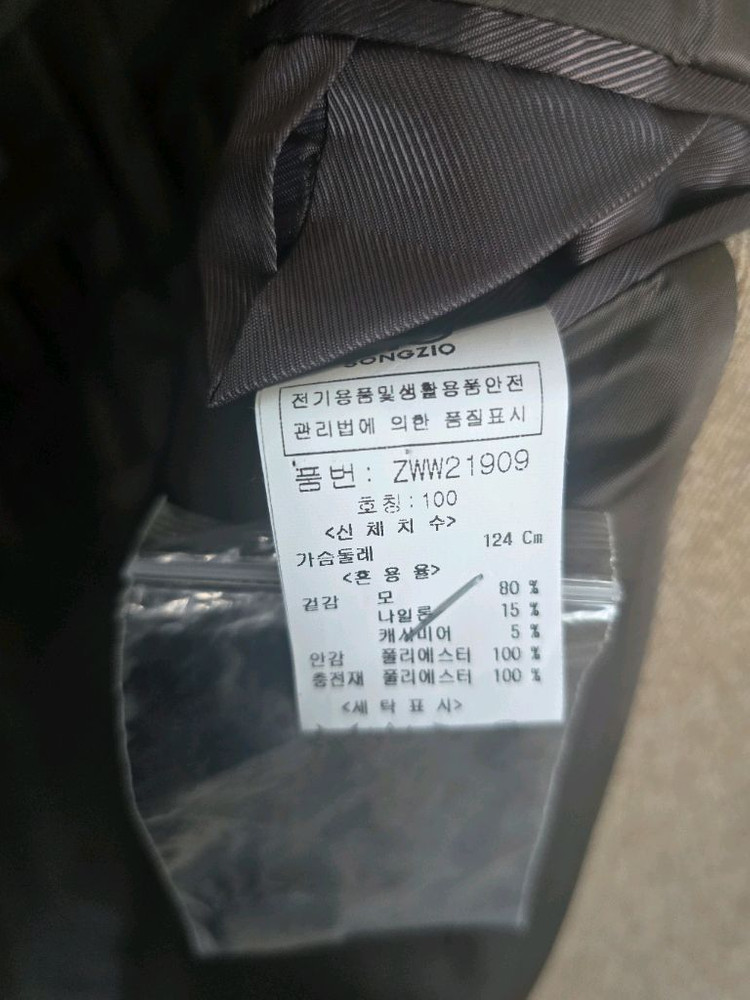 SONGZIO
전기용품및생활용품안전
관리법에 의한 품질표시
품번: ZWW21909
호칭:100
<신 체 치 수>
가슴둘레 124 Cm
<혼 용 율>
겉감 모 80 %
나일론 15 %
캐시미어 5 %
안감 폴리에스터 100 %
충전재 폴리에스터 100 %
<세 탁 표 시>